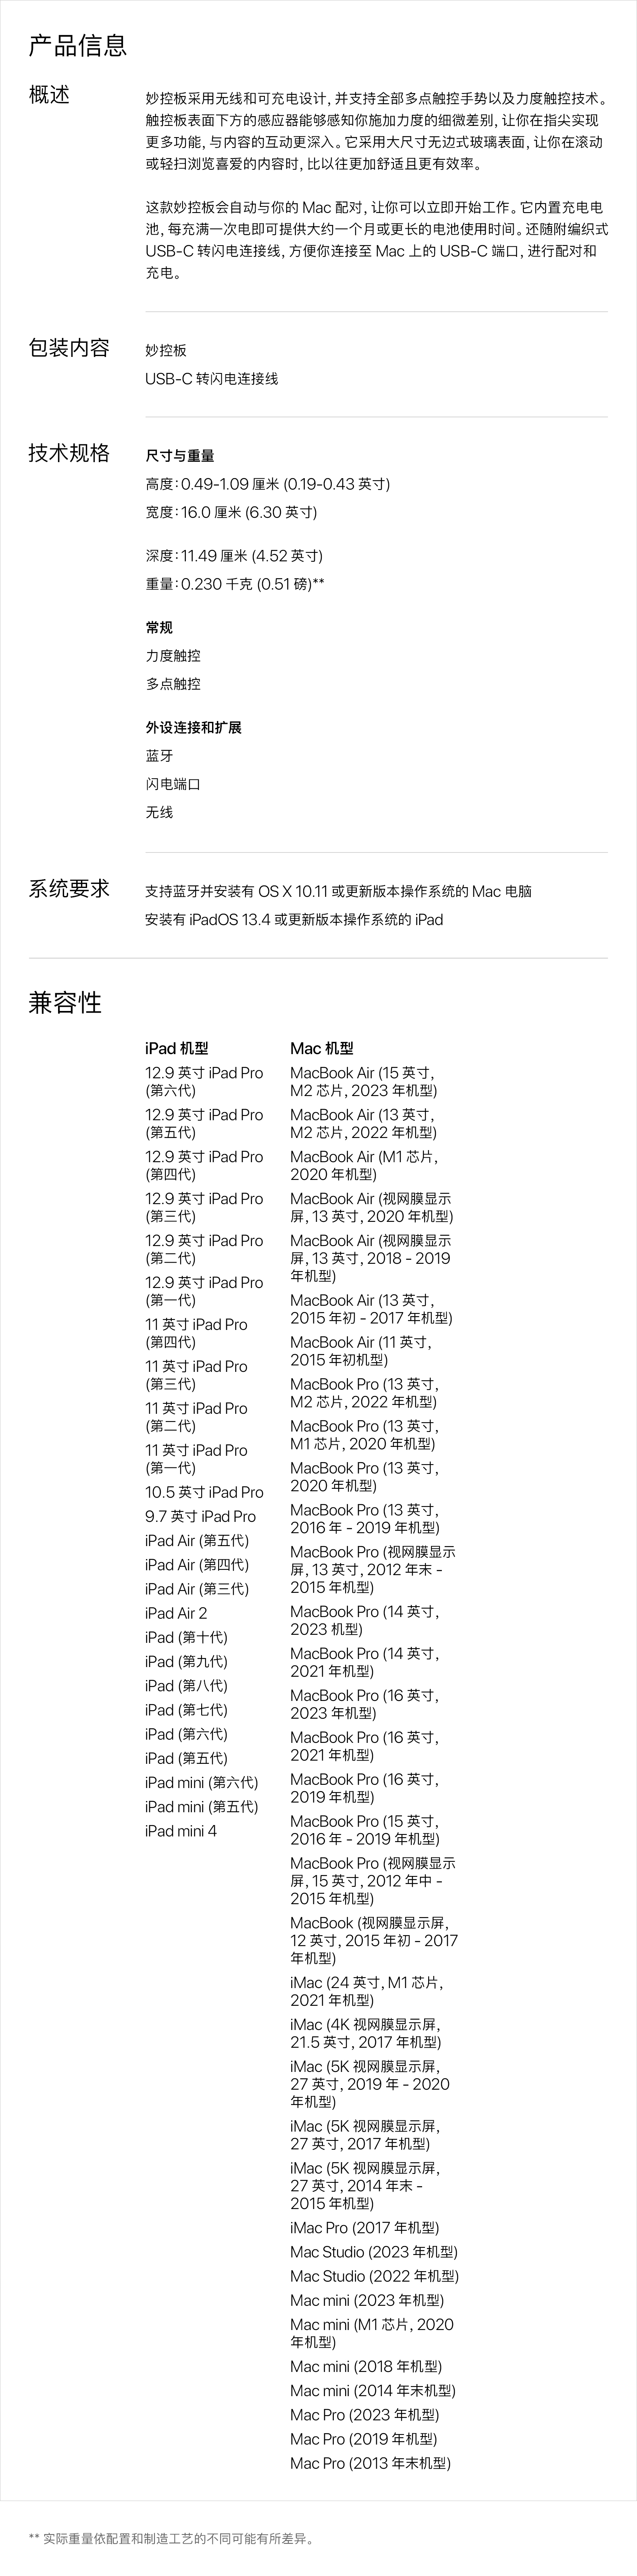 产品信息
概述
妙控板采用无线和可充电设计, 并支持全部多点触控手势以及力度触控技术。
触控板表面下方的感应器能够感知你施加力度的细微差别, 让你在指尖实现
更多功能, 与内容的互动更深入。它采用大尺寸无边式玻璃表面, 让你在滚动
或轻扫浏览喜爱的内容时, 比以往更加舒适且更有效率。
这款妙控板会自动与你的 Mac 配对, 让你可以立即开始工作。它内置充电电
池, 每充满一次电即可提供大约一个月或更长的电池使用时间。还随附编织式
USB-C 转闪电连接线, 方便你连接至 Mac 上的 USB-C 端口, 进行配对和
充电。
包装内容
妙控板
USB-C 转闪电连接线
技术规格
尺寸与重量
高度: 0.49-1.09 厘米 (0.19-0.43 英寸)
宽度: 16.0 厘米 (6.30 英寸)
深度: 11.49 厘米 (4.52 英寸)
重量: 0.230 千克 (0.51 磅)**
常规
力度触控
多点触控
外设连接和扩展
蓝牙
闪电端口
无线
系统要求
支持蓝牙并安装有 OS X 10.11 或更新版本操作系统的 Mac 电脑
安装有 iPadOS 13.4 或更新版本操作系统的 iPad
兼容性
iPad 机型
12.9 英寸 iPad Pro
(第六代)
12.9 英寸 iPad Pro
(第五代)
12.9 英寸 iPad Pro
(第四代)
12.9 英寸 iPad Pro
(第三代)
12.9 英寸 iPad Pro
(第二代)
12.9 英寸 iPad Pro
(第一代)
11 英寸 iPad Pro
(第四代)
11 英寸 iPad Pro
(第三代)
11 英寸 iPad Pro
(第二代)
11 英寸 iPad Pro
(第一代)
10.5 英寸 iPad Pro
9.7 英寸 iPad Pro
iPad Air (第五代)
iPad Air (第四代)
iPad Air (第三代)
iPad Air 2
iPad (第十代)
iPad (第九代)
iPad (第八代)
iPad (第七代)
iPad (第六代)
iPad (第五代)
iPad mini (第六代)
iPad mini (第五代)
iPad mini 4
Mac 机型
MacBook Air (15 英寸,
M2 芯片, 2023 年机型)
MacBook Air (13 英寸,
M2 芯片, 2022 年机型)
MacBook Air (M1 芯片,
2020 年机型)
MacBook Air (视网膜显示
屏, 13 英寸, 2020 年机型)
MacBook Air (视网膜显示
屏, 13 英寸, 2018 - 2019
年机型)
MacBook Air (13 英寸,
2015 年初 - 2017 年机型)
MacBook Air (11 英寸,
2015 年初机型)
MacBook Pro (13 英寸,
M2 芯片, 2022 年机型)
MacBook Pro (13 英寸,
M1 芯片, 2020 年机型)
MacBook Pro (13 英寸,
2020 年机型)
MacBook Pro (13 英寸,
2016 年 - 2019 年机型)
MacBook Pro (视网膜显示
屏, 13 英寸, 2012 年末 -
2015 年机型)
MacBook Pro (14 英寸,
2023 机型)
MacBook Pro (14 英寸,
2021 年机型)
MacBook Pro (16 英寸,
2023 年机型)
MacBook Pro (16 英寸,
2021 年机型)
MacBook Pro (16 英寸,
2019 年机型)
MacBook Pro (15 英寸,
2016 年 - 2019 年机型)
MacBook Pro (视网膜显示
屏, 15 英寸, 2012 年中 -
2015 年机型)
MacBook (视网膜显示屏,
12 英寸, 2015 年初 - 2017
年机型)
iMac (24 英寸, M1 芯片,
2021 年机型)
iMac (4K 视网膜显示屏,
21.5 英寸, 2017 年机型)
iMac (5K 视网膜显示屏,
27 英寸, 2019 年 - 2020
年机型)
iMac (5K 视网膜显示屏,
27 英寸, 2017 年机型)
iMac (5K 视网膜显示屏,
27 英寸, 2014 年末 -
2015 年机型)
iMac Pro (2017 年机型)
Mac Studio (2023 年机型)
Mac Studio (2022 年机型)
Mac mini (2023 年机型)
Mac mini (M1 芯片, 2020
年机型)
Mac mini (2018 年机型)
Mac mini (2014 年末机型)
Mac Pro (2023 年机型)
Mac Pro (2019 年机型)
Mac Pro (2013 年末机型)
** 实际重量依配置和制造工艺的不同可能有所差异。